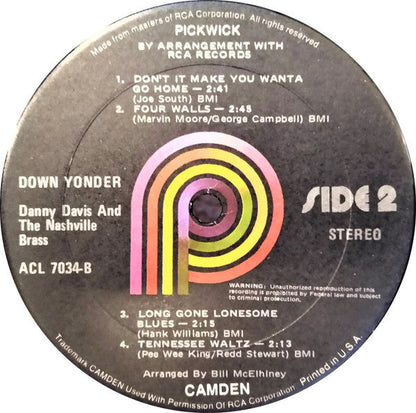 Made from masters of RCA Corporation. All rights reserved
PICKWICK
BY ARRANGEMENT WITH
RCA RECORDS
1. DON'T IT MAKE YOU WANTA
GO HOME — 2:41
(Joe South) BMI
2. FOUR WALLS — 2:45
(Marvin Moore/George Campbell) BMI
DOWN YONDER
Danny Davis And
The Nashville
Brass
ACL 7034-B
SIDE 2
STEREO
WARNING: Unauthorized reproduction of this
recording is prohibited by Federal law and subject
to criminal prosecution.
3. LONG GONE LONESOME
BLUES — 2:15
(Hank Williams) BMI
4. TENNESSEE WALTZ — 2:13
(Pee Wee King/Redd Stewart) BMI
Arranged By Bill McElhiney
CAMDEN
Trademark CAMDEN Used By Permission Of RCA Corporation. Printed in U.S.A.